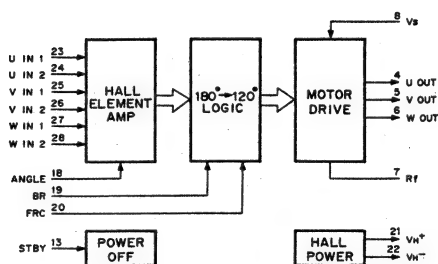 8 Vs
U IN 1 23
U IN 2 24
V IN 1 25
V IN 2 26
W IN 1 27
W IN 2 28
HALL
ELEMENT
AMP
180°→120°
LOGIC
MOTOR
DRIVE
4 U OUT
5 V OUT
6 W OUT
7 Rf
ANGLE 18
BR 19
FRC 20
STBY 13
POWER
OFF
HALL
POWER
21 VH+
22 VH−